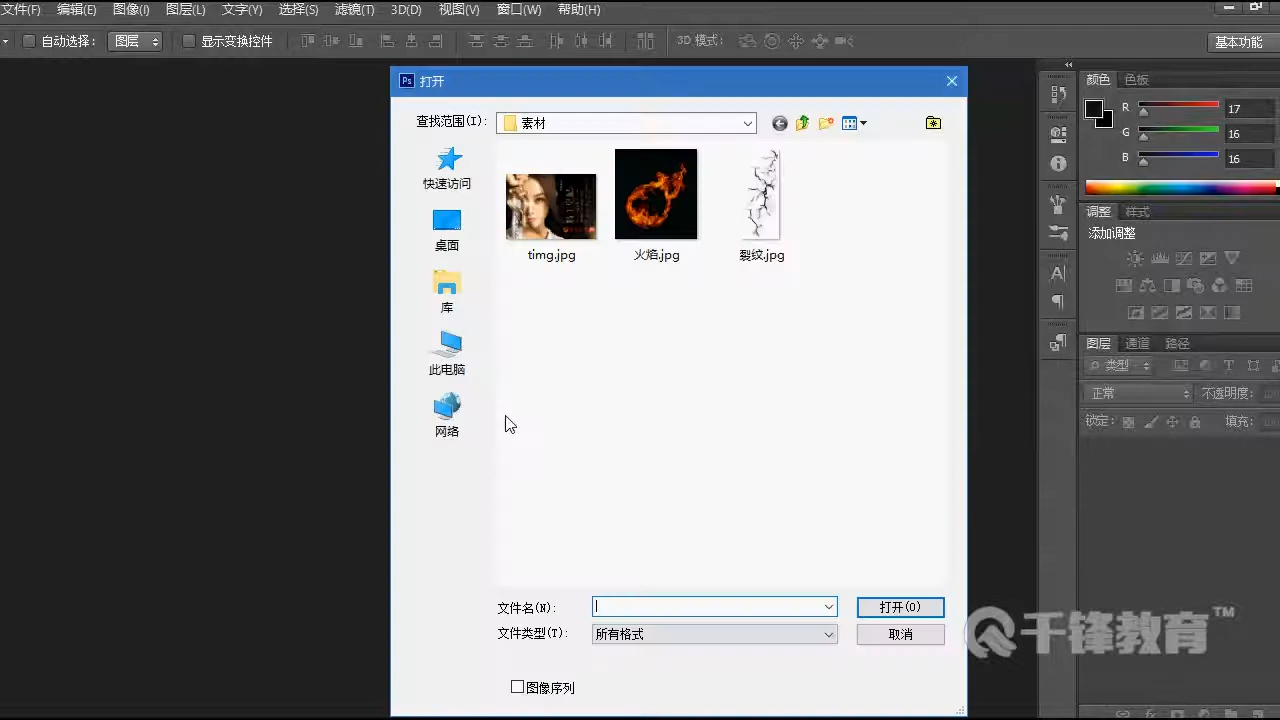 文件(F) 编辑(E) 图像(I) 图层(L) 文字(Y) 选择(S) 滤镜(T) 3D(D) 视图(V) 窗口(W) 帮助(H)
自动选择: 图层 显示变换控件 3D 模式: 基本功能
Ps 打开
查找范围(I): 素材
快速访问
桌面
库
此电脑
网络
timg.jpg 火焰.jpg 裂纹.jpg
文件名(N): 打开(O)
文件类型(T): 所有格式 取消
图像序列
颜色 色板
R 17
G 16
B 16
调整 样式
添加调整
图层 通道 路径
类型
正常 不透明度:
锁定: 填充:
千锋教育™